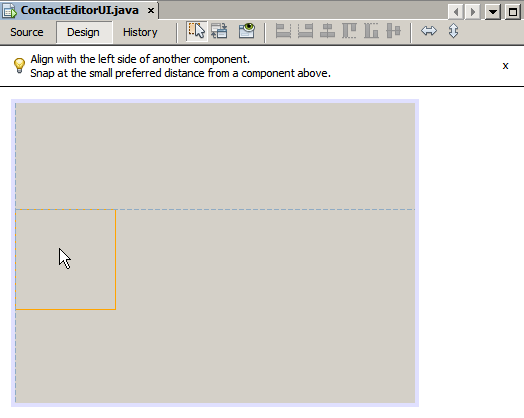 ContactEditorUI.java x
Source Design History
Align with the left side of another component.
Snap at the small preferred distance from a component above.
x